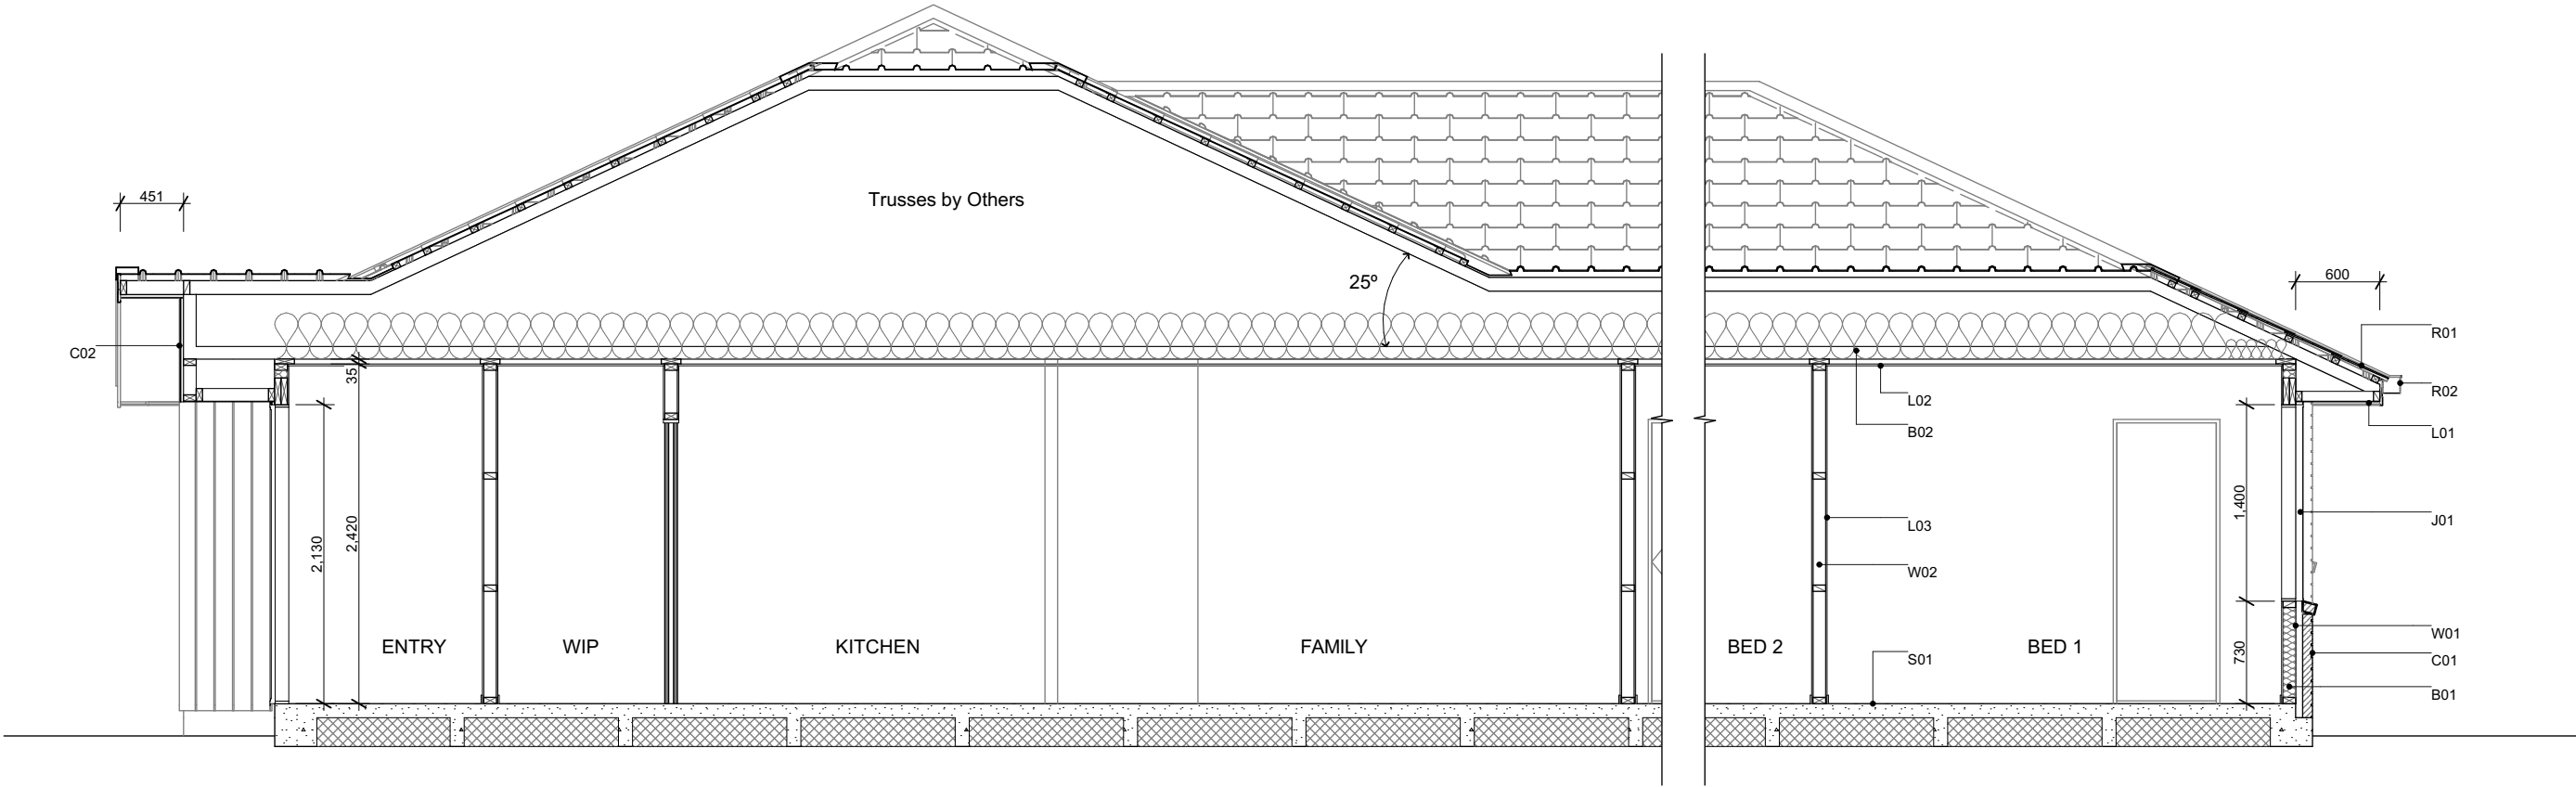 Trusses by Others
451
25º
600
C02
R01
R02
L01
35
L02
B02
2,130
2,420
1,400
L03
J01
W02
ENTRY
WIP
KITCHEN
FAMILY
BED 2
BED 1
730
S01
W01
C01
B01